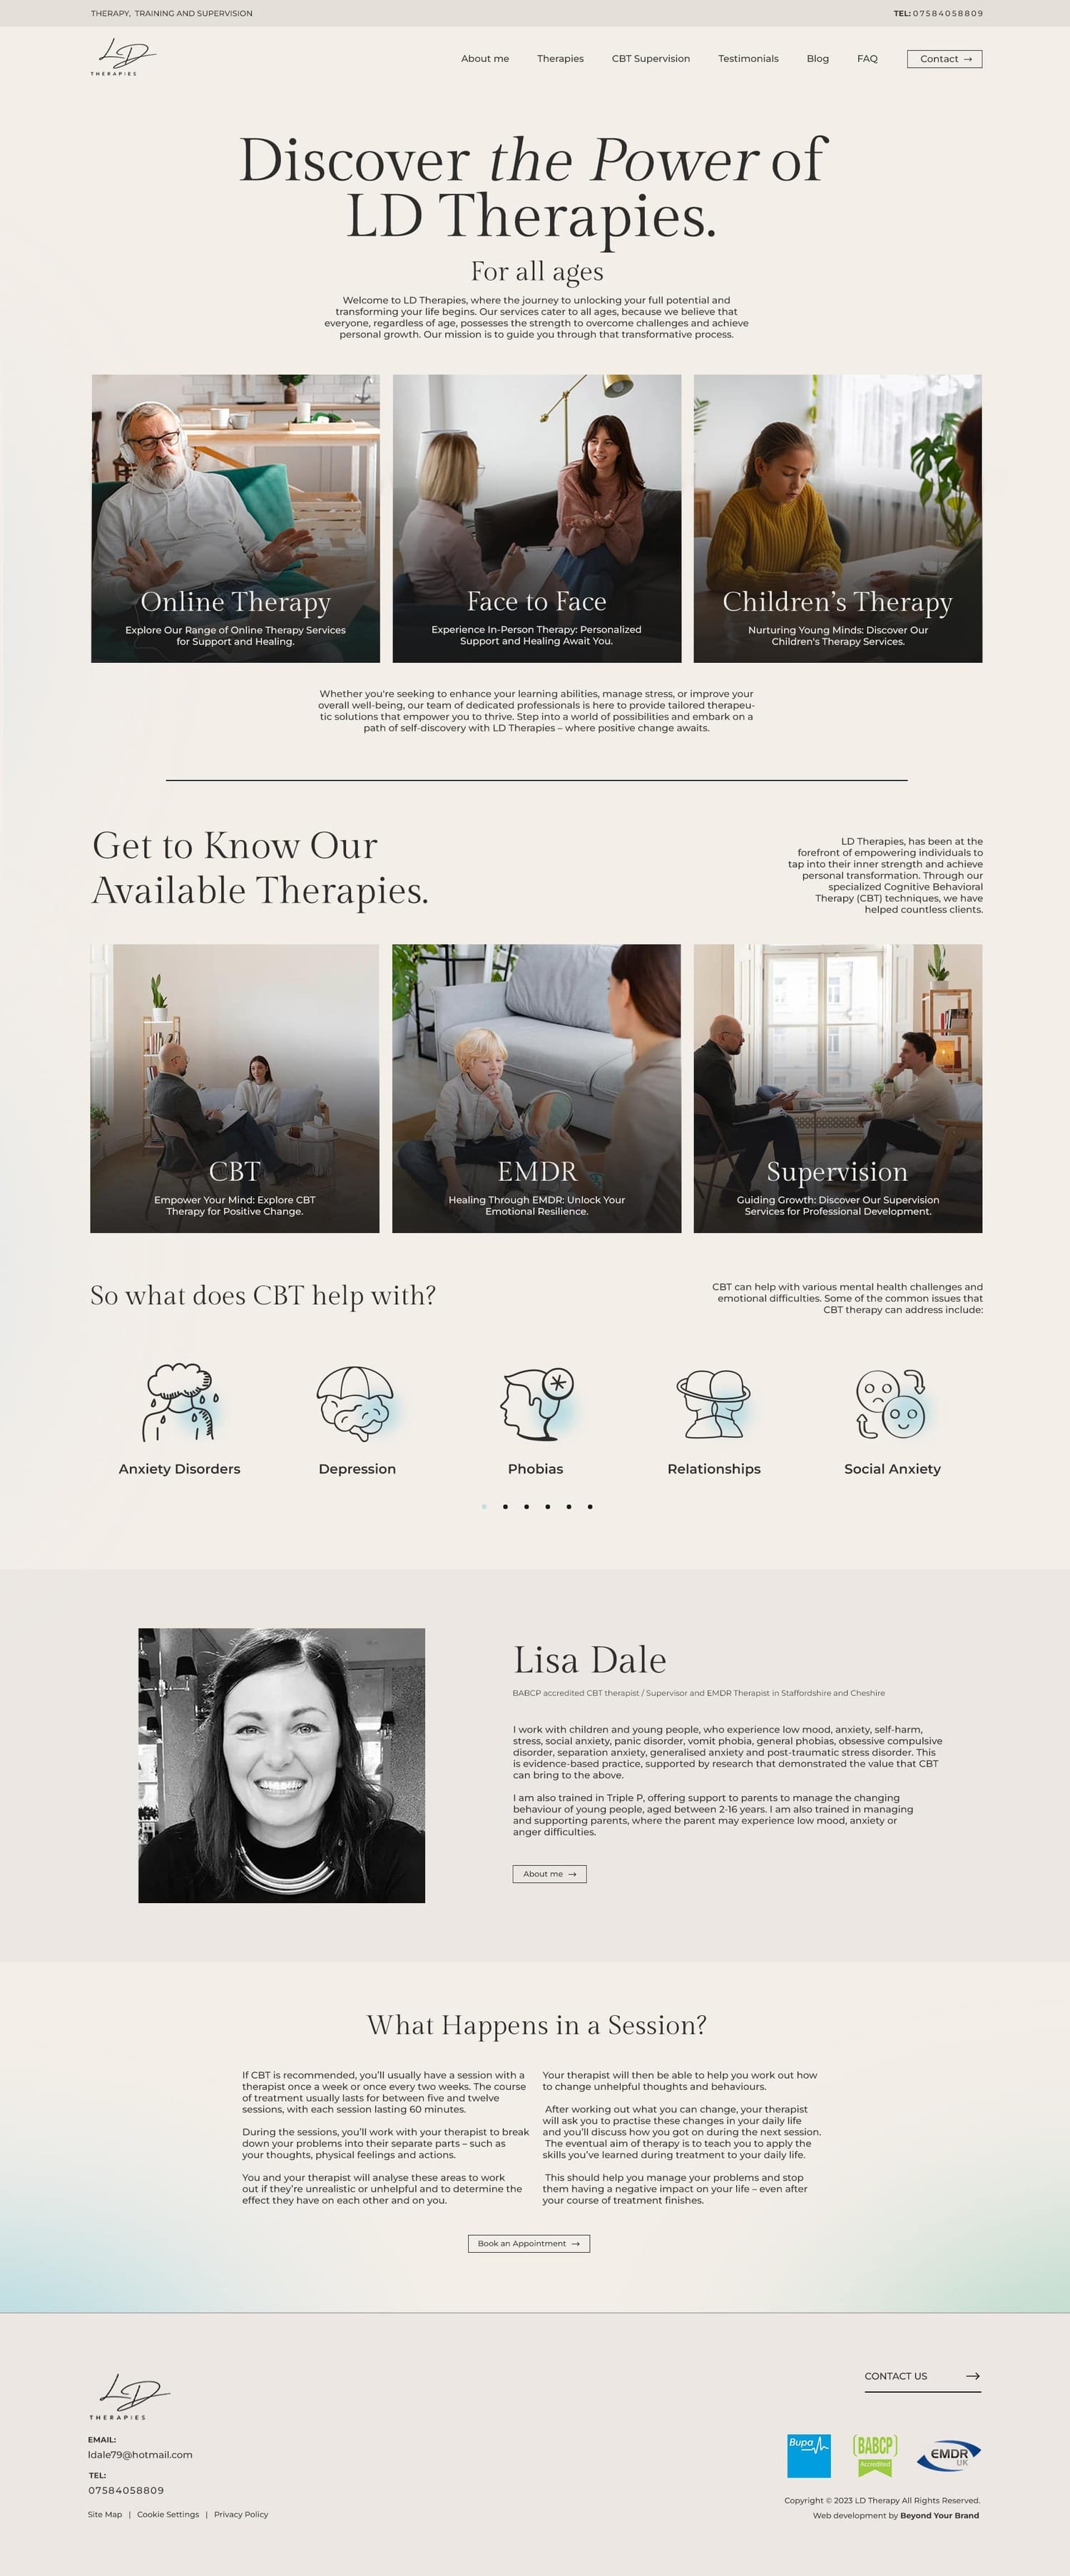 THERAPY, TRAINING AND SUPERVISION
TEL: 07584058809
LD
THERAPIES
About me
Therapies
CBT Supervision
Testimonials
Blog
FAQ
Contact →
Discover the Power of
LD Therapies.
For all ages
Welcome to LD Therapies, where the journey to unlocking your full potential and
transforming your life begins. Our services cater to all ages, because we believe that
everyone, regardless of age, possesses the strength to overcome challenges and achieve
personal growth. Our mission is to guide you through that transformative process.
Online Therapy
Explore Our Range of Online Therapy Services
for Support and Healing.
Face to Face
Experience In-Person Therapy: Personalized
Support and Healing Await You.
Children’s Therapy
Nurturing Young Minds: Discover Our
Children's Therapy Services.
Whether you're seeking to enhance your learning abilities, manage stress, or improve your
overall well-being, our team of dedicated professionals is here to provide tailored therapeu-
tic solutions that empower you to thrive. Step into a world of possibilities and embark on a
path of self-discovery with LD Therapies – where positive change awaits.
Get to Know Our
Available Therapies.
LD Therapies, has been at the
forefront of empowering individuals to
tap into their inner strength and achieve
personal transformation. Through our
specialized Cognitive Behavioral
Therapy (CBT) techniques, we have
helped countless clients.
CBT
Empower Your Mind: Explore CBT
Therapy for Positive Change.
EMDR
Healing Through EMDR: Unlock Your
Emotional Resilience.
Supervision
Guiding Growth: Discover Our Supervision
Services for Professional Development.
So what does CBT help with?
CBT can help with various mental health challenges and
emotional difficulties. Some of the common issues that
CBT therapy can address include:
Anxiety Disorders
Depression
Phobias
Relationships
Social Anxiety
Lisa Dale
BABCP accredited CBT therapist / Supervisor and EMDR Therapist in Staffordshire and Cheshire
I work with children and young people, who experience low mood, anxiety, self-harm,
stress, social anxiety, panic disorder, vomit phobia, general phobias, obsessive compulsive
disorder, separation anxiety, generalised anxiety and post-traumatic stress disorder. This
is evidence-based practice, supported by research that demonstrated the value that CBT
can bring to the above.
I am also trained in Triple P, offering support to parents to manage the changing
behaviour of young people, aged between 2-16 years. I am also trained in managing
and supporting parents, where the parent may experience low mood, anxiety or
anger difficulties.
About me →
What Happens in a Session?
If CBT is recommended, you’ll usually have a session with a
therapist once a week or once every two weeks. The course
of treatment usually lasts for between five and twelve
sessions, with each session lasting 60 minutes.
During the sessions, you’ll work with your therapist to break
down your problems into their separate parts – such as
your thoughts, physical feelings and actions.
You and your therapist will analyse these areas to work
out if they’re unrealistic or unhelpful and to determine the
effect they have on each other and on you.
Your therapist will then be able to help you work out how
to change unhelpful thoughts and behaviours.
After working out what you can change, your therapist
will ask you to practise these changes in your daily life
and you’ll discuss how you got on during the next session.
The eventual aim of therapy is to teach you to apply the
skills you’ve learned during treatment to your daily life.
This should help you manage your problems and stop
them having a negative impact on your life – even after
your course of treatment finishes.
Book an Appointment →
LD
THERAPIES
EMAIL:
ldale79@hotmail.com
TEL:
07584058809
Site Map | Cookie Settings | Privacy Policy
CONTACT US →
Bupa
BABCP
Accredited
EMDR
UK
Copyright © 2023 LD Therapy All Rights Reserved.
Web development by Beyond Your Brand